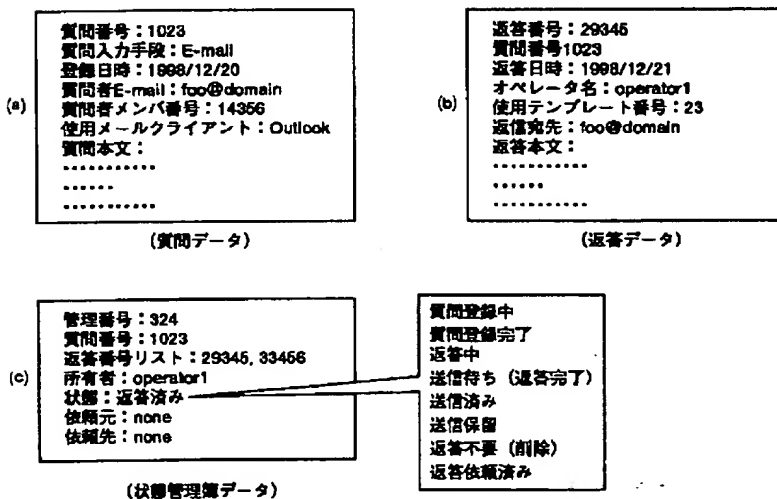 (a)
質問番号：1023
質問入力手段：E-mail
登録日時：1998/12/20
質問者E-mail：foo@domain
質問者メンバ番号：14356
使用メールクライアント：Outlook
質問本文：
•••••••••••
••••••
•••••••••••
(質問データ)
(b)
返答番号：29345
質問番号1023
返答日時：1998/12/21
オペレータ名：operator1
使用テンプレート番号：23
返信宛先：foo@domain
返答本文：
•••••••••••
••••••
•••••••••••
(返答データ)
(c)
管理番号：324
質問番号：1023
返答番号リスト：29345, 33456
所有者：operator1
状態：返答済み
依頼元：none
依頼先：none
(状態管理簿データ)
質問登録中
質問登録完了
返答中
送信待ち（返答完了）
送信済み
送信保留
返答不要（削除）
返答依頼済み